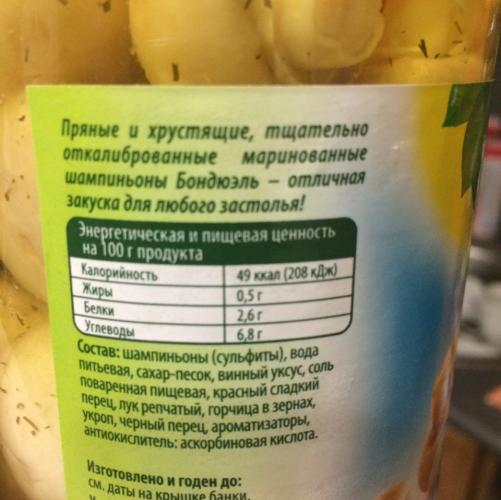 Пряные и хрустящие, тщательно
откалиброванные маринованные
шампиньоны Бондюэль – отличная
закуска для любого застолья!
Энергетическая и пищевая ценность
на 100 г продукта
Калорийность 49 ккал (208 кДж)
Жиры 0,5 г
Белки 2,6 г
Углеводы 6,8 г
Состав: шампиньоны (сульфиты), вода
питьевая, сахар-песок, винный уксус, соль
поваренная пищевая, красный сладкий
перец, лук репчатый, горчица в зернах,
укроп, черный перец, ароматизаторы,
антиокислитель: аскорбиновая кислота.
Изготовлено и годен до:
см. даты на крышке банки.